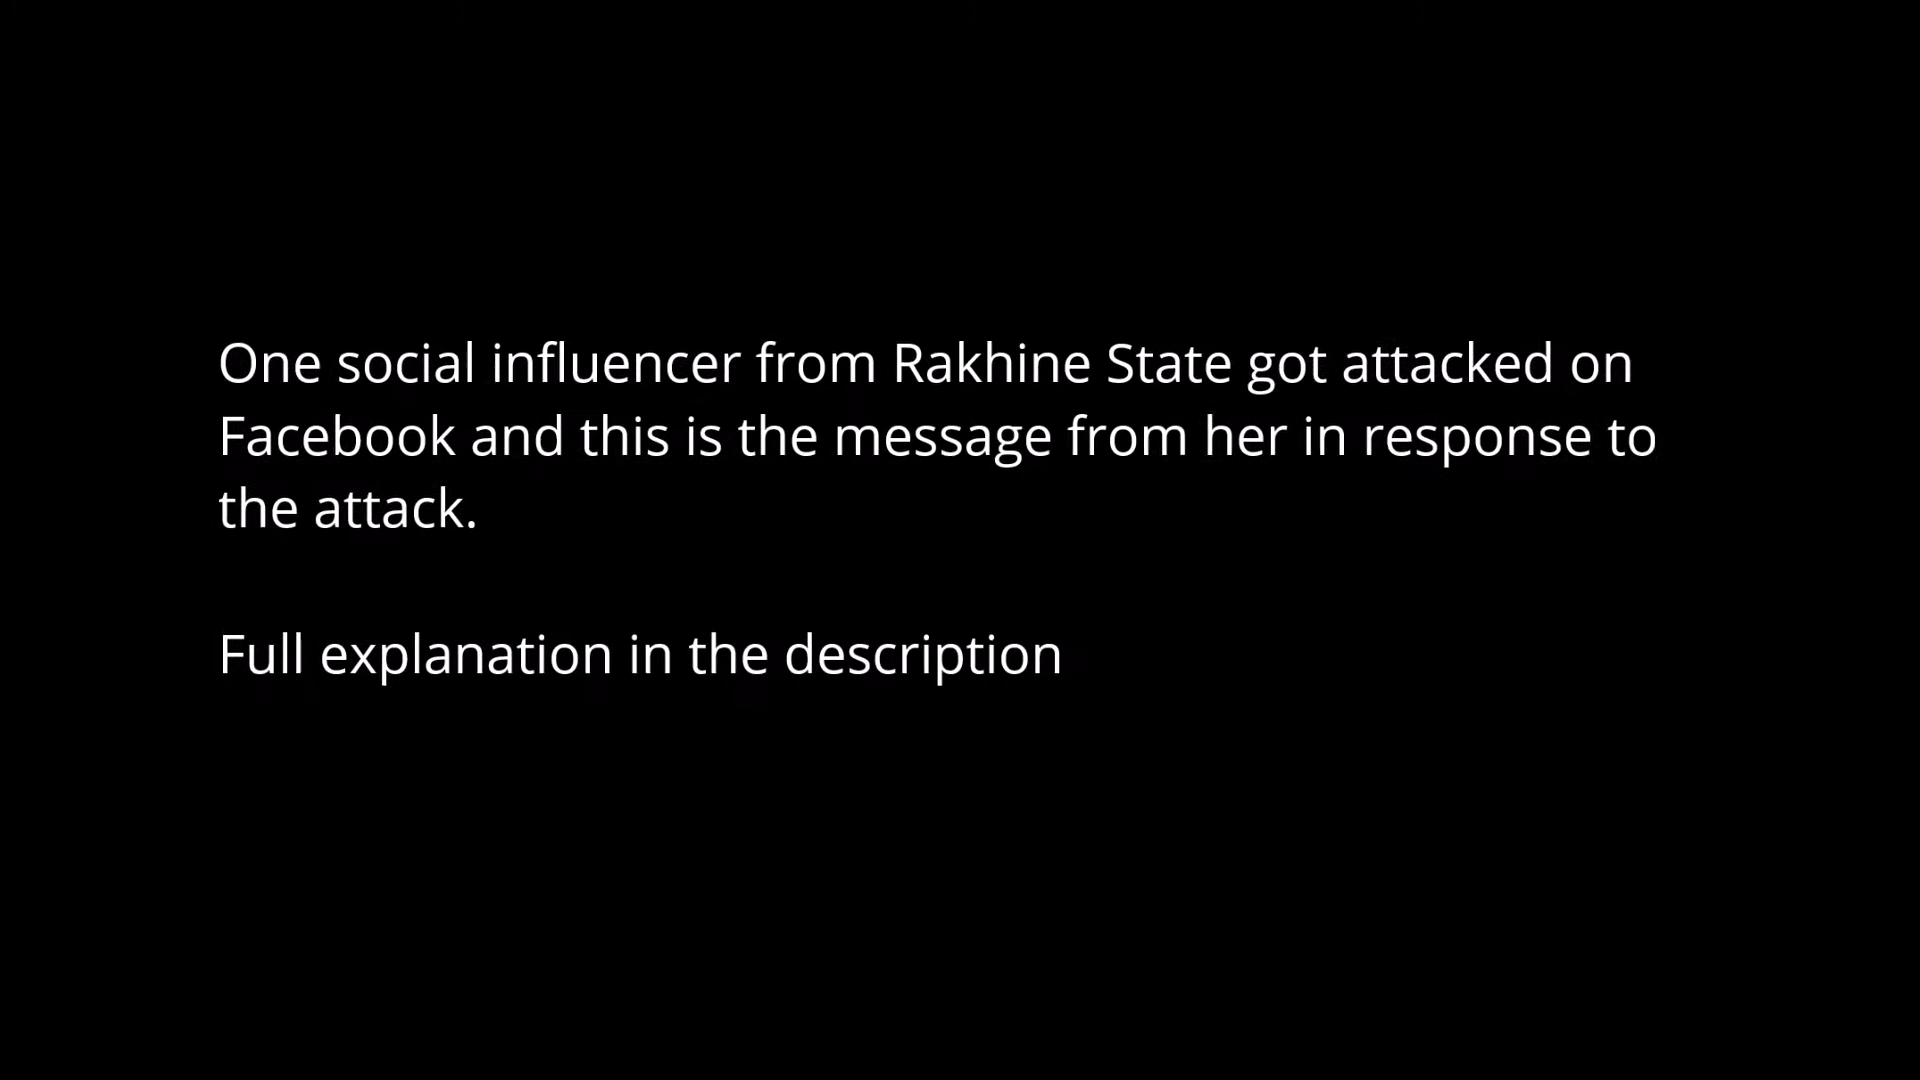 One social influencer from Rakhine State got attacked on
Facebook and this is the message from her in response to
the attack.
Full explanation in the description